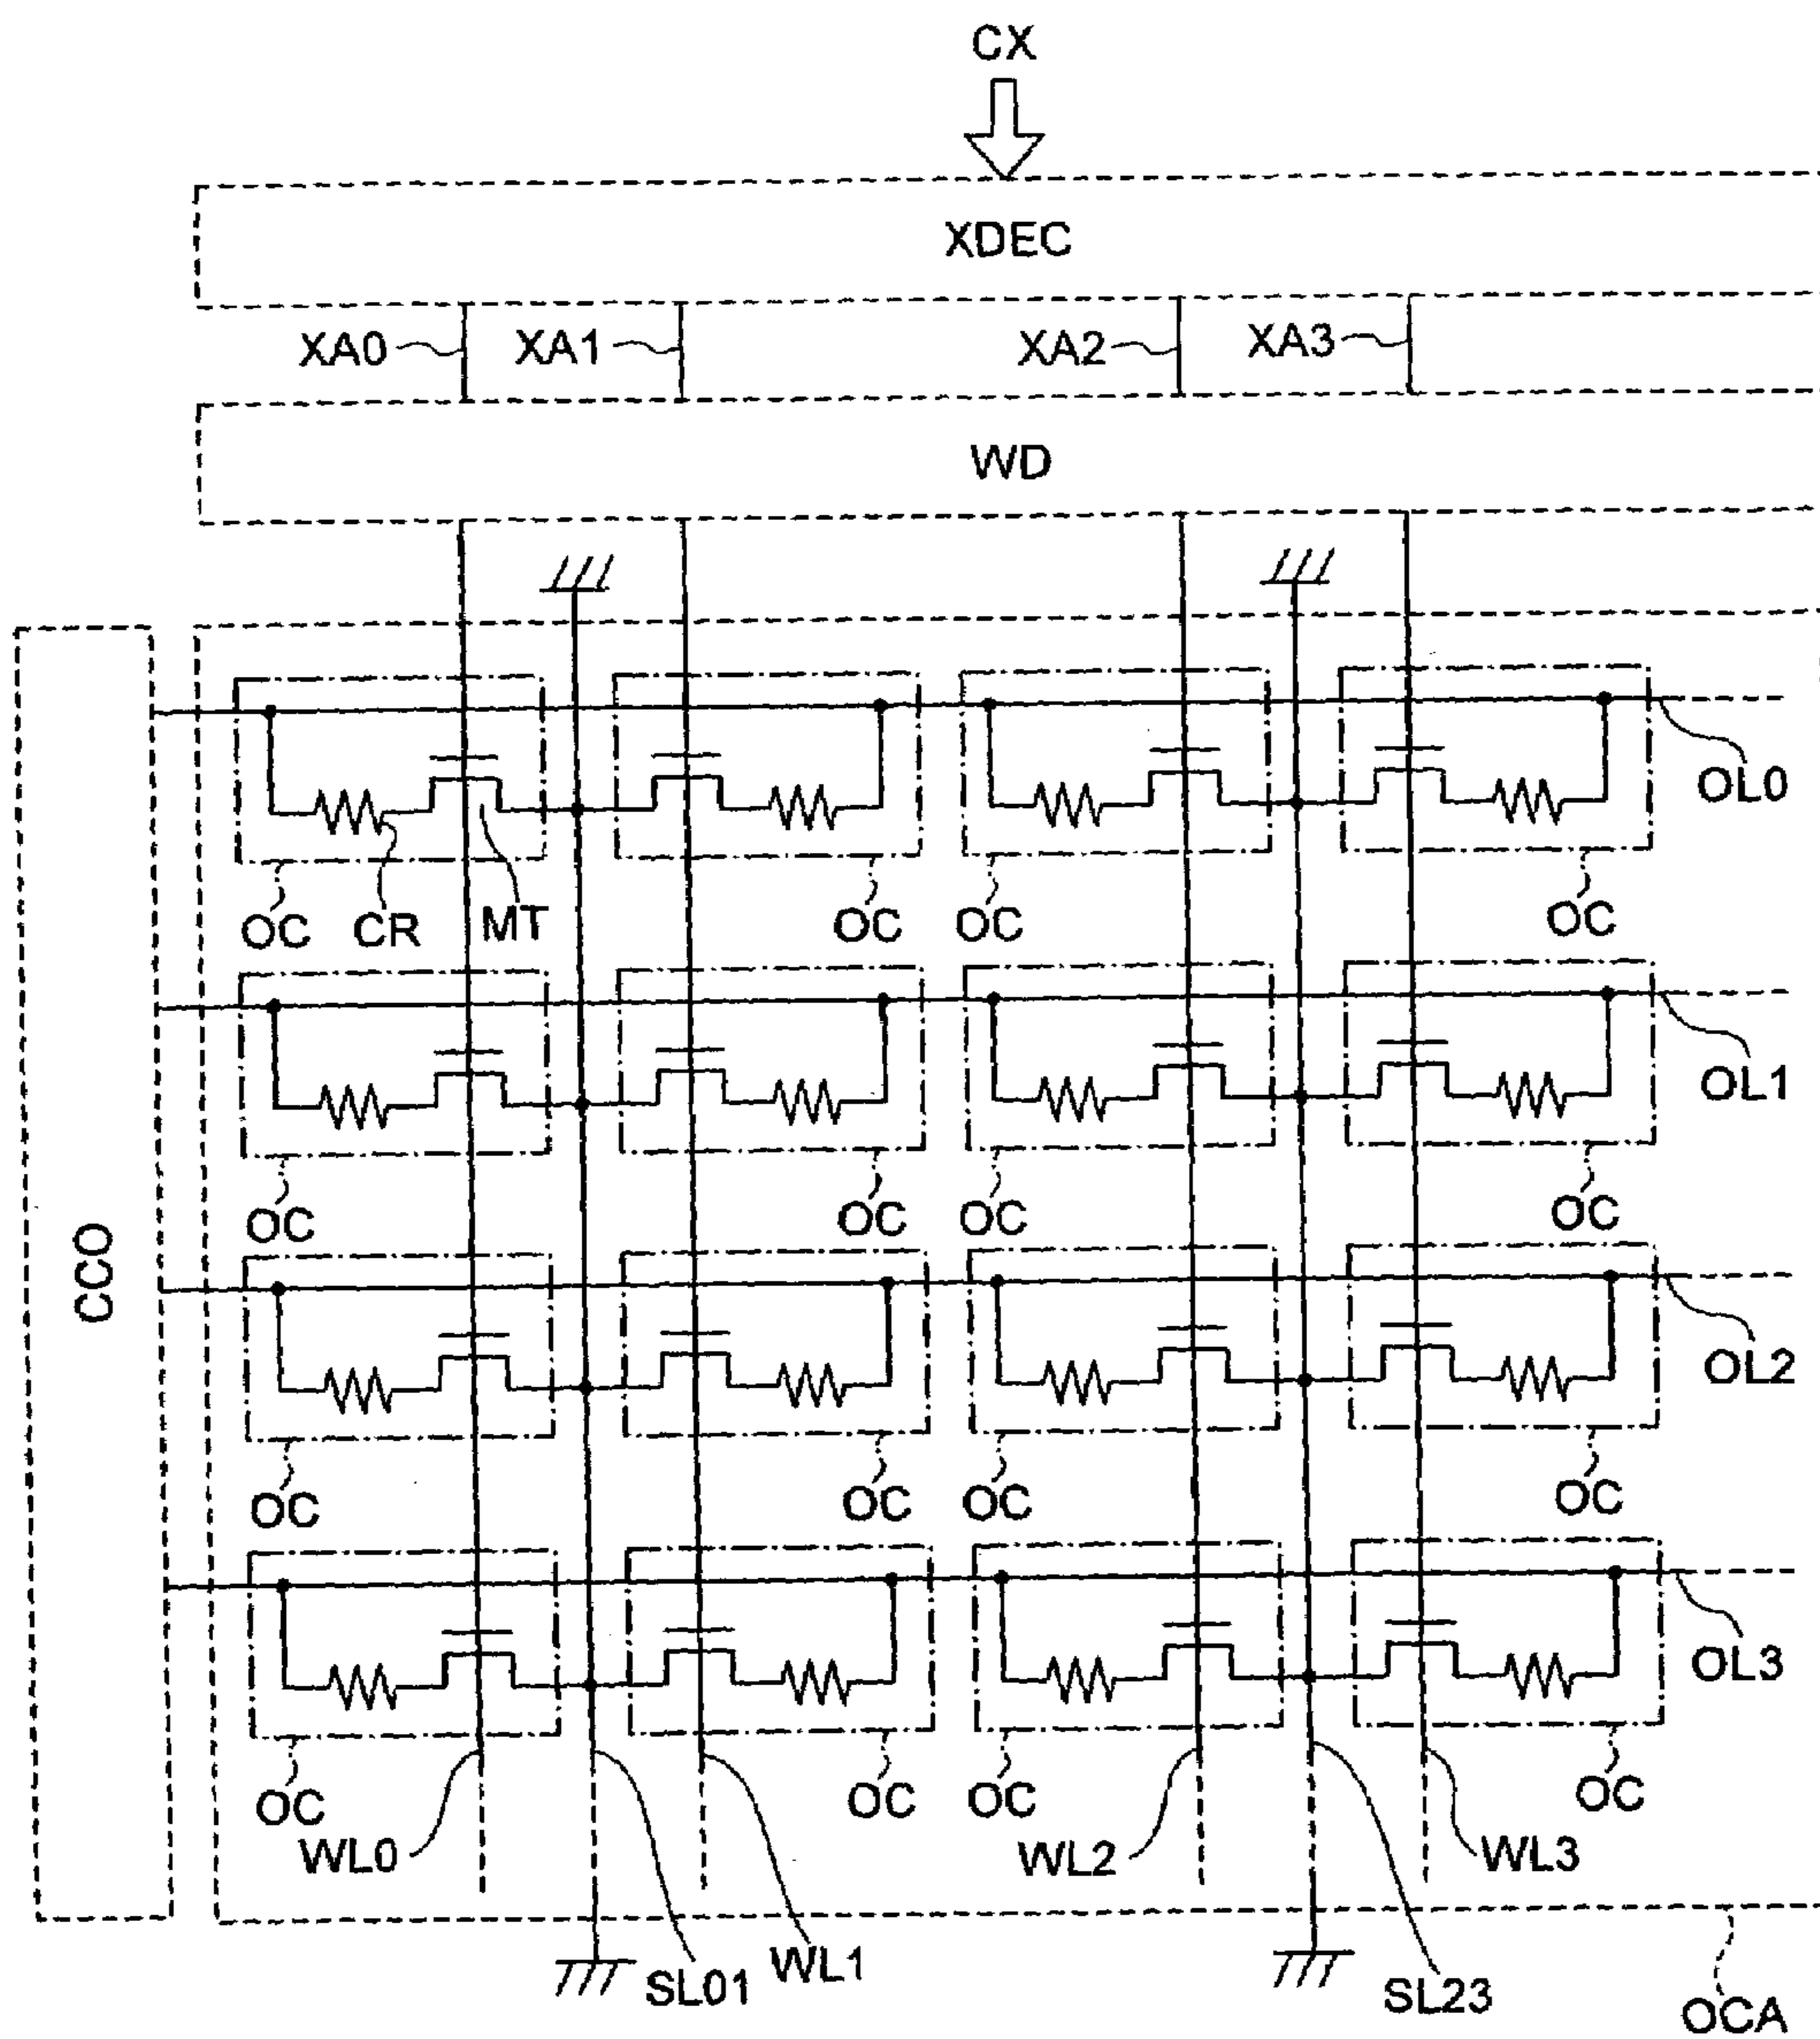 CX
XDEC
XA0 XA1 XA2 XA3
WD
OL0
OC CR MT OC OC OC
OL1
OC OC OC OC
CCO
OL2
OC OC OC OC
OL3
OC OC OC OC
WL0 WL2 WL3
SL01 WL1 SL23 OCA